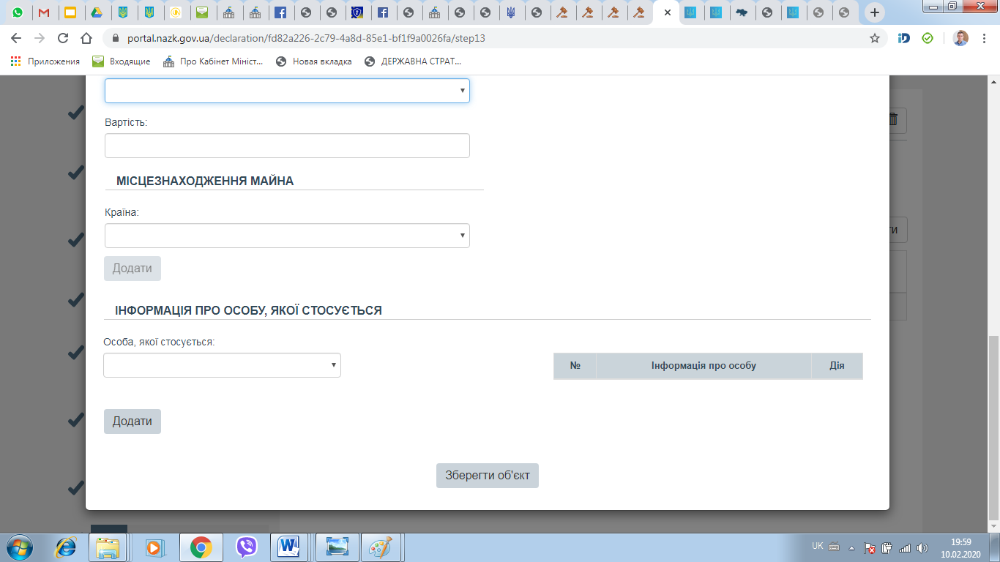 portal.nazk.gov.ua/declaration/fd82a226-2c79-4a8d-85e1-bf1f9a0026fa/step13
Приложения Входящие Про Кабінет Мініст... Новая вкладка ДЕРЖАВНА СТРАТ...
Вартість:
МІСЦЕЗНАХОДЖЕННЯ МАЙНА
Країна:
ти
Додати
ІНФОРМАЦІЯ ПРО ОСОБУ, ЯКОЇ СТОСУЄТЬСЯ
Особа, якої стосується:
№ Інформація про особу Дія
Додати
Зберегти об'єкт
UK 19:59
10.02.2020